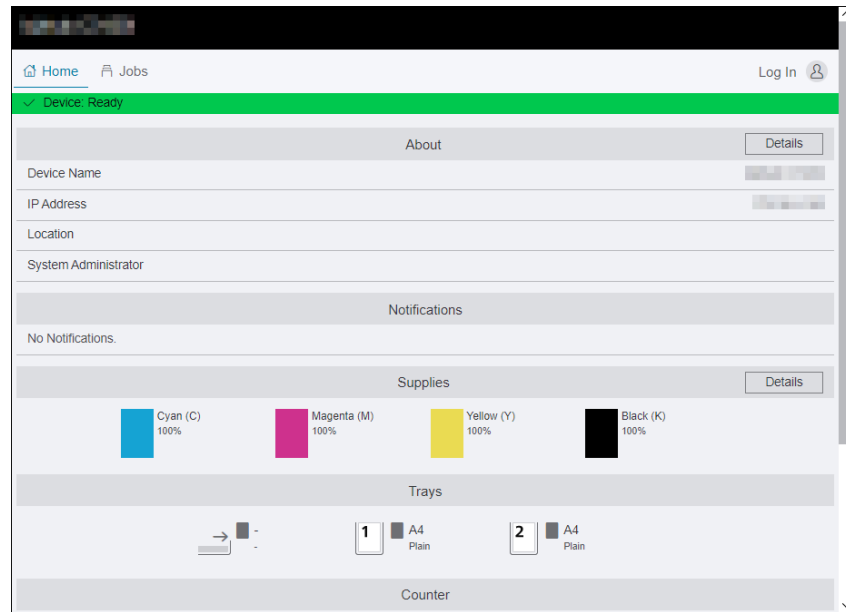 Home Jobs Log In
Device: Ready
About Details
Device Name
IP Address
Location
System Administrator
Notifications
No Notifications.
Supplies Details
Cyan (C) Magenta (M) Yellow (Y) Black (K)
100% 100% 100% 100%
Trays
- 1 A4 2 A4
- Plain Plain
Counter